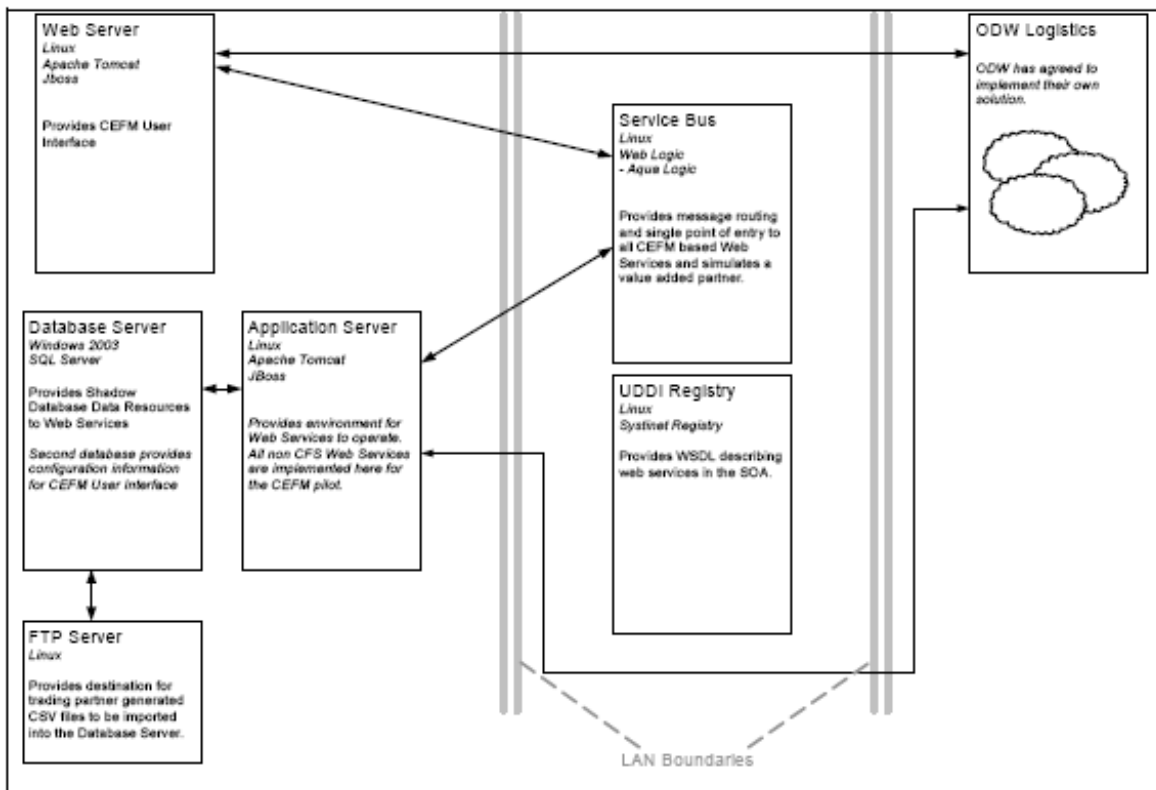 Web Server
Linux
Apache Tomcat
Jboss
Provides CEFM User
Interface
ODW Logistics
ODW has agreed to
implement their own
solution.
Service Bus
Linux
Web Logic
- Aqua Logic
Provides message routing
and single point of entry to
all CEFM based Web
Services and simulates a
value added partner.
Database Server
Windows 2003
SQL Server
Provides Shadow
Database Data Resources
to Web Services
Second database provides
configuration information
for CEFM User Interface
Application Server
Linux
Apache Tomcat
JBoss
Provides environment for
Web Services to operate.
All non CFS Web Services
are implemented here for
the CEFM pilot.
UDDI Registry
Linux
Systinet Registry
Provides WSDL describing
web services in the SOA.
FTP Server
Linux
Provides destination for
trading partner generated
CSV files to be imported
into the Database Server.
LAN Boundaries